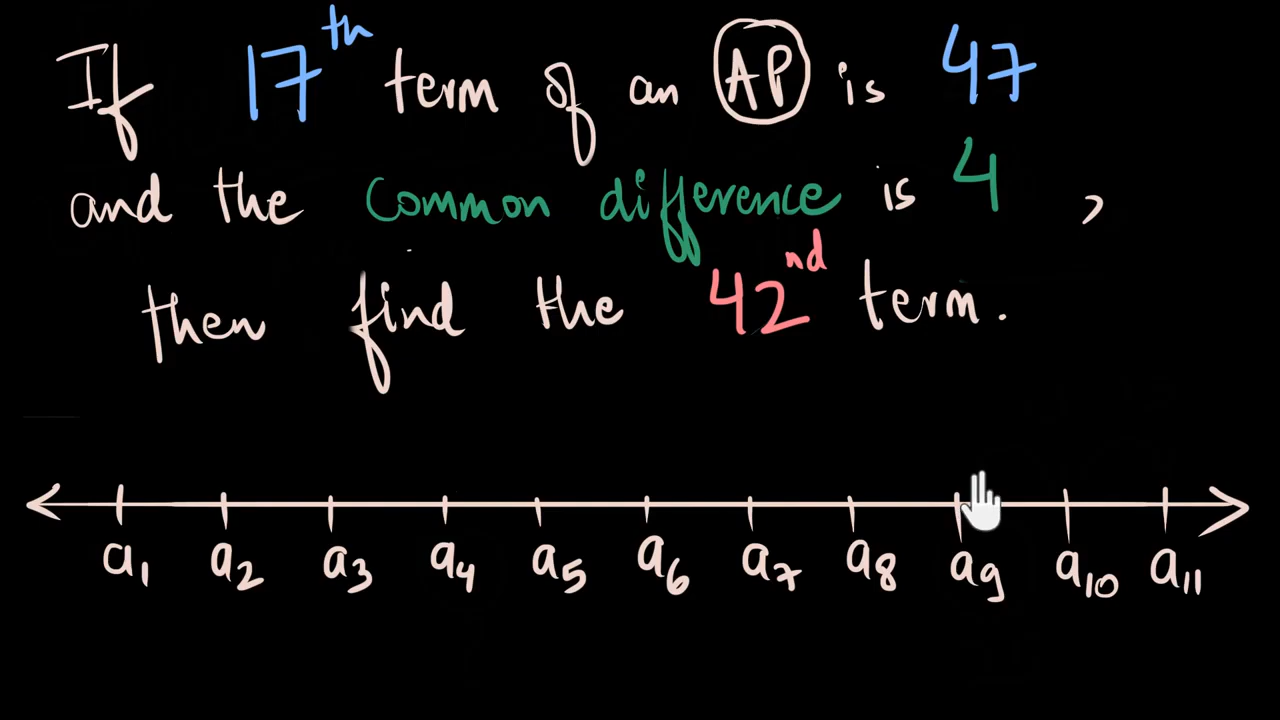 If 17th term of an AP is 47
and the common difference is 4 ,
then find the 42nd term.
a1 a2 a3 a4 a5 a6 a7 a8 a9 a10 a11